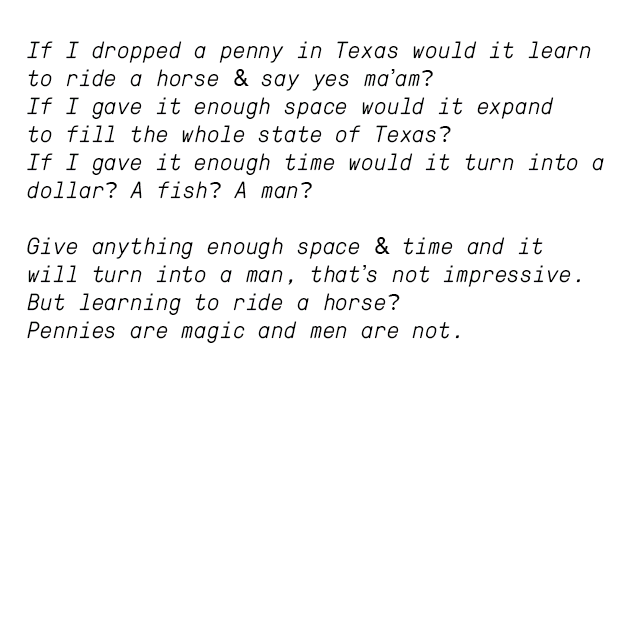 If I dropped a penny in Texas would it learn
to ride a horse & say yes ma'am?
If I gave it enough space would it expand
to fill the whole state of Texas?
If I gave it enough time would it turn into a
dollar? A fish? A man?

Give anything enough space & time and it
will turn into a man, that's not impressive.
But learning to ride a horse?
Pennies are magic and men are not.